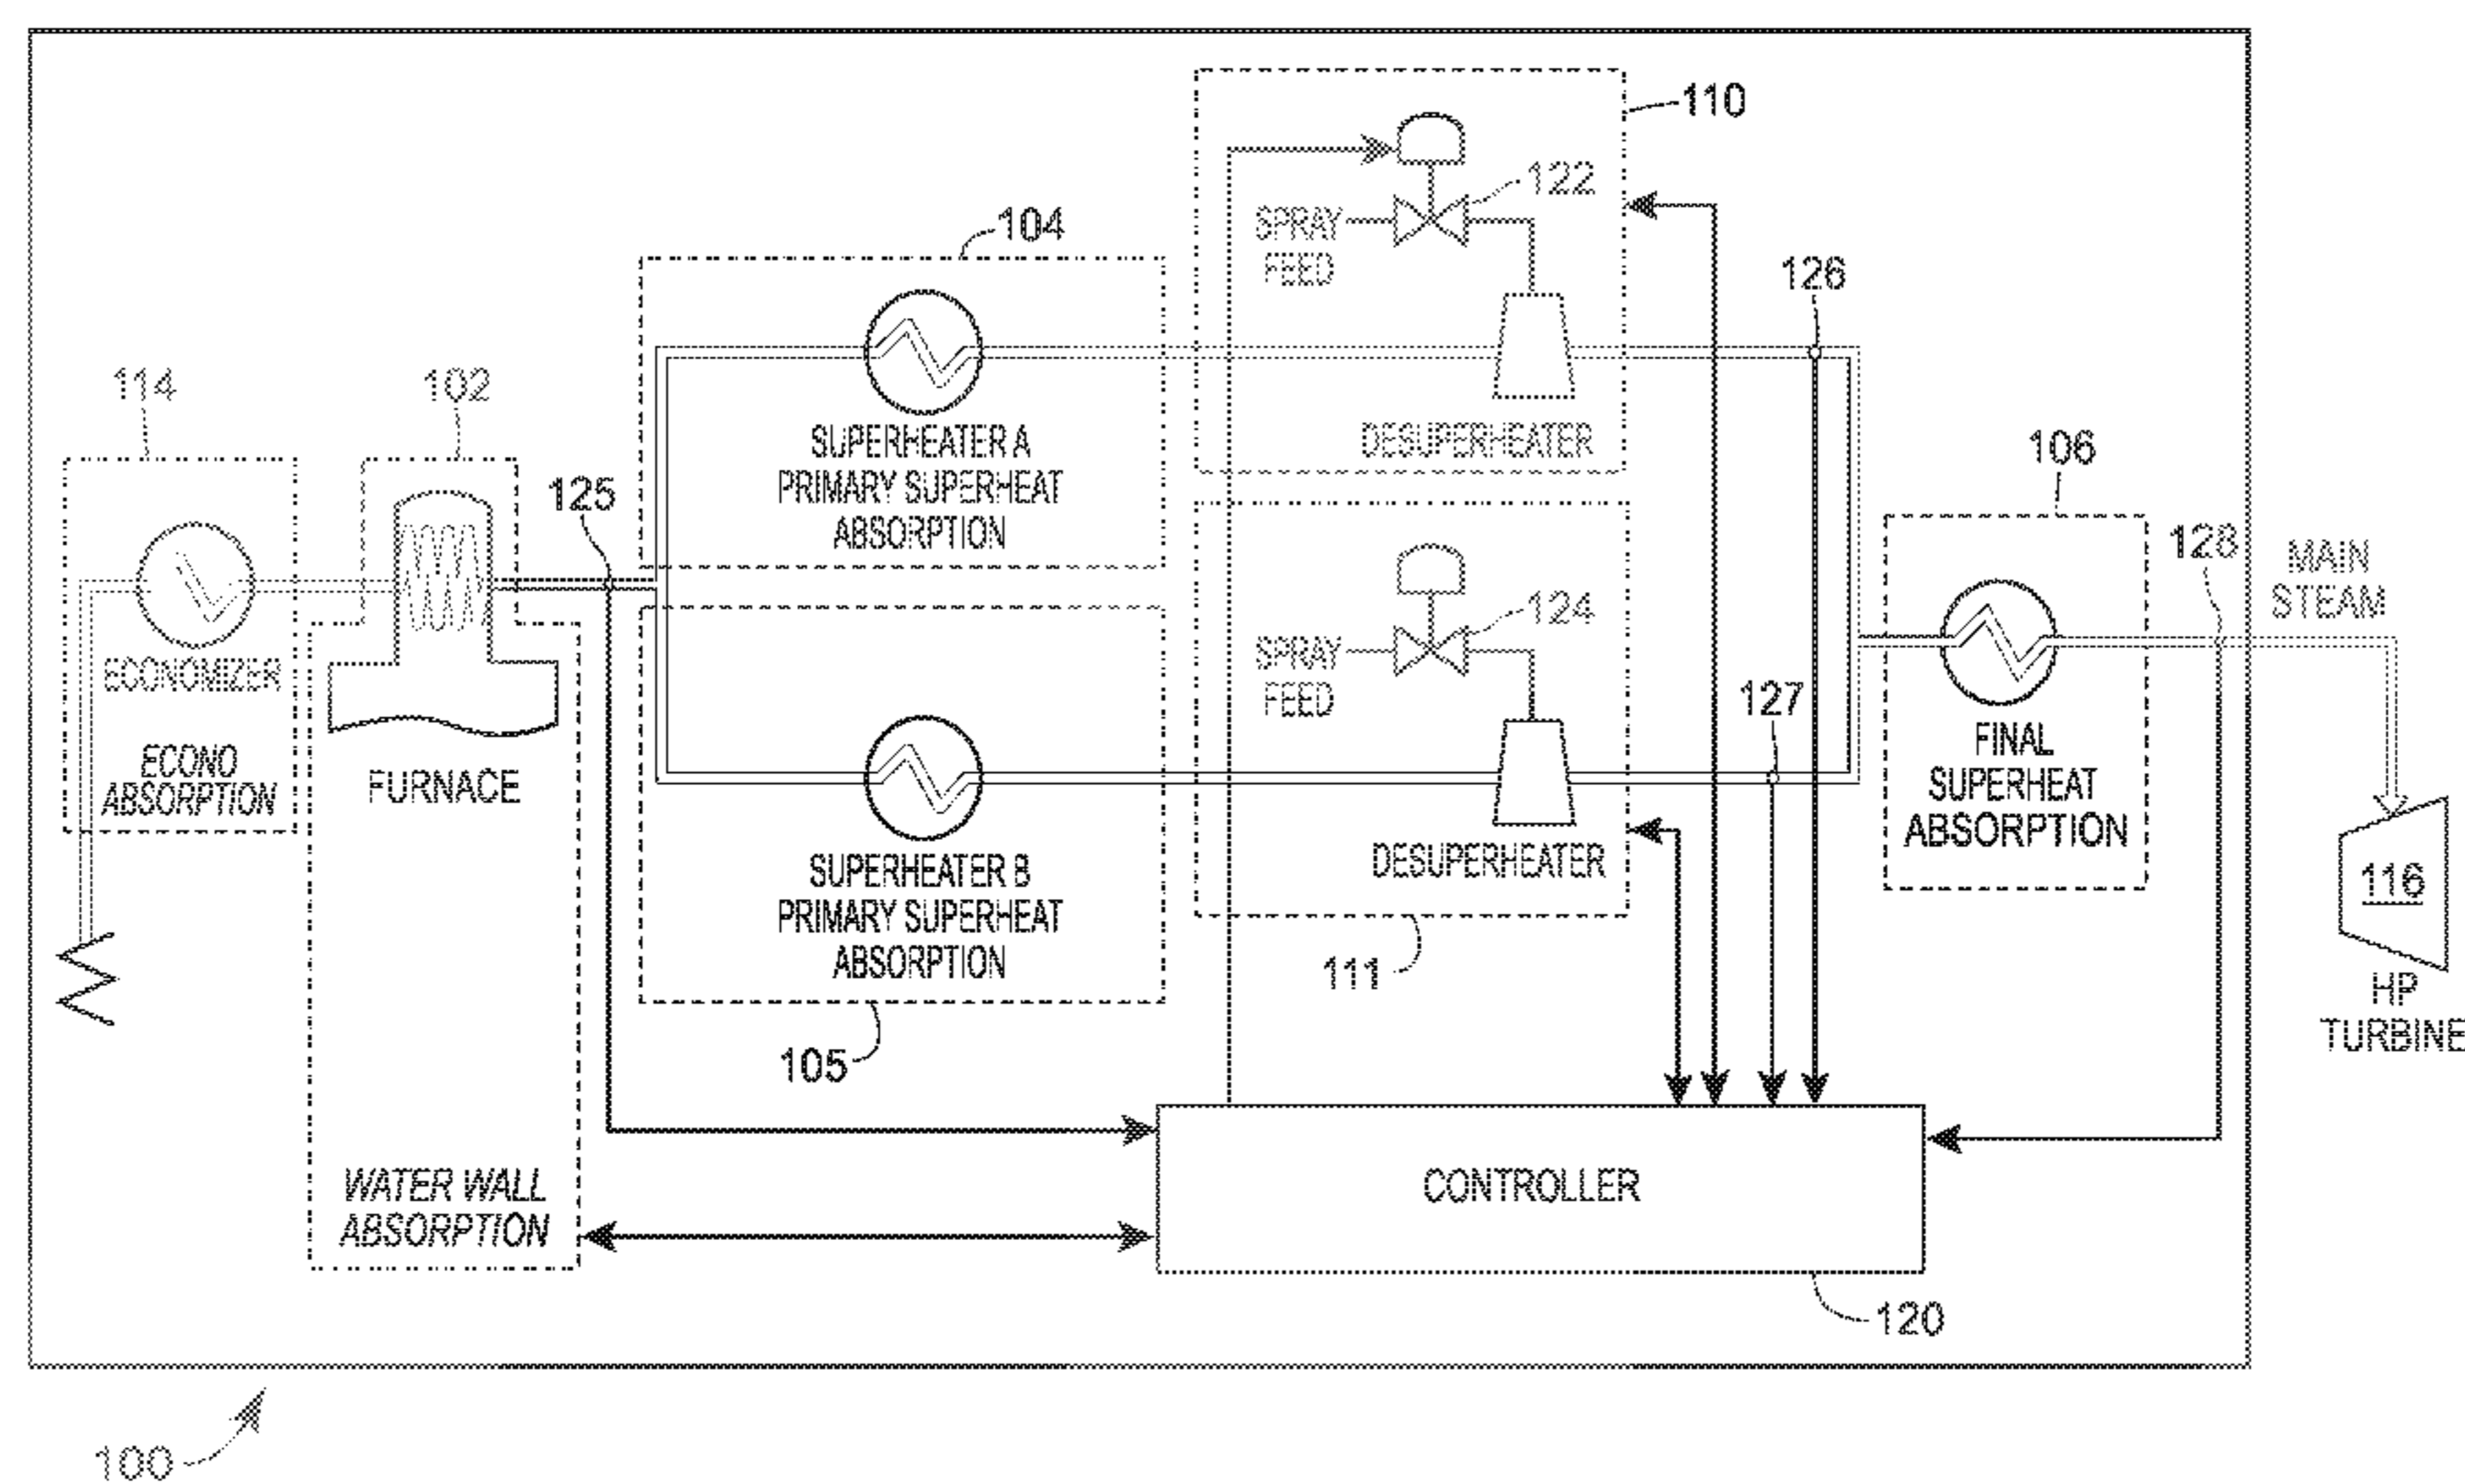 110
122
SPRAY
FEED
104
126
114
102
SUPERHEATER A
PRIMARY SUPERHEAT
ABSORPTION
DESUPERHEATER
106
125
128
MAIN
STEAM
124
SPRAY
FEED
ECONOMIZER
127
ECONO
ABSORPTION
FURNACE
FINAL
SUPERHEAT
ABSORPTION
SUPERHEATER B
PRIMARY SUPERHEAT
ABSORPTION
DESUPERHEATER
116
111
HP
TURBINE
105
WATER WALL
ABSORPTION
CONTROLLER
120
100